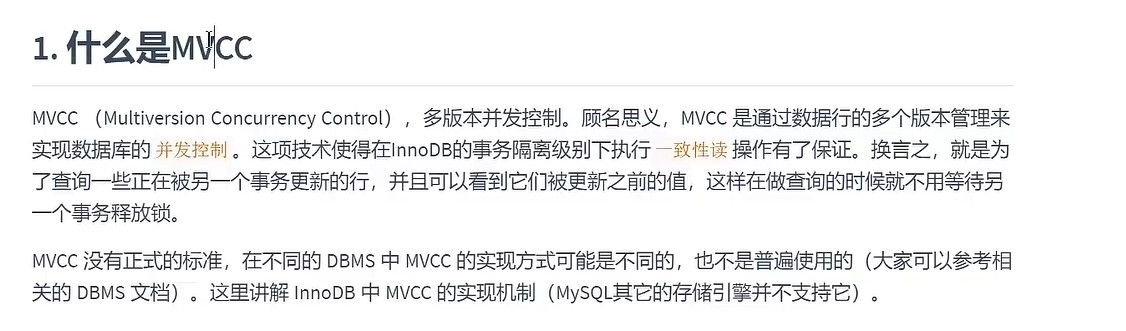 1. 什么是MVCC
MVCC （Multiversion Concurrency Control），多版本并发控制。顾名思义，MVCC 是通过数据行的多个版本管理来
实现数据库的 并发控制 。这项技术使得在InnoDB的事务隔离级别下执行 一致性读 操作有了保证。换言之，就是为
了查询一些正在被另一个事务更新的行，并且可以看到它们被更新之前的值，这样在做查询的时候就不用等待另
一个事务释放锁。
MVCC 没有正式的标准，在不同的 DBMS 中 MVCC 的实现方式可能是不同的，也不是普遍使用的（大家可以参考相
关的 DBMS 文档）。这里讲解 InnoDB 中 MVCC 的实现机制（MySQL其它的存储引擎并不支持它）。